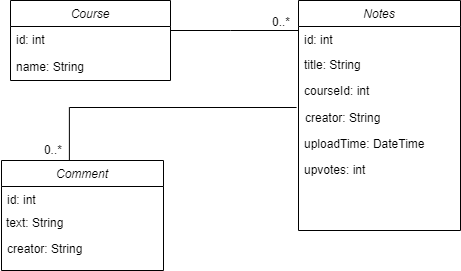 Course
id: int
name: String
0..*
Notes
id: int
title: String
courseId: int
creator: String
uploadTime: DateTime
upvotes: int
0..*
Comment
id: int
text: String
creator: String